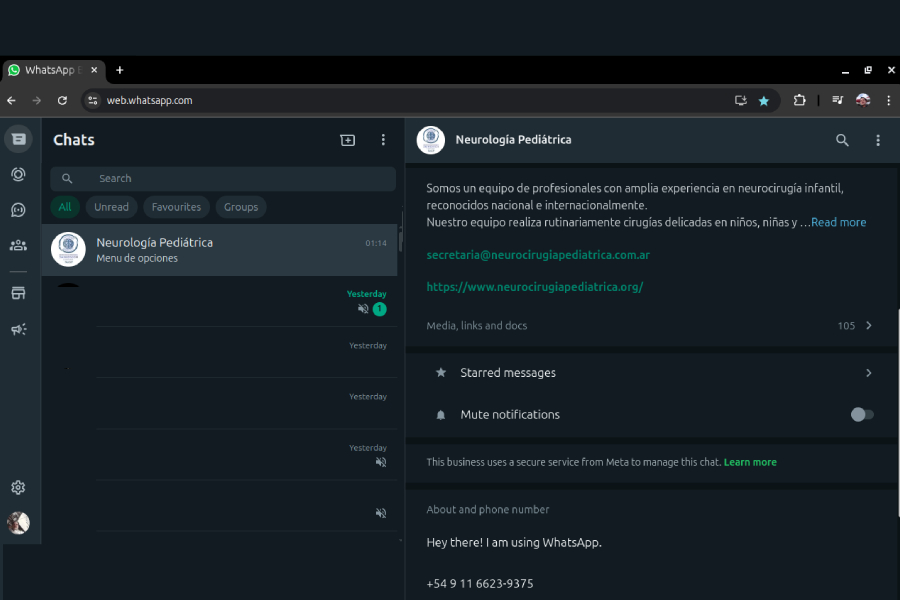 WhatsApp
web.whatsapp.com
Chats
Search
All
Unread
Favourites
Groups
Neurología Pediátrica
01:14
Menu de opciones
Yesterday
1
Yesterday
Yesterday
Yesterday
Neurología Pediátrica
Somos un equipo de profesionales con amplia experiencia en neurocirugía infantil,
reconocidos nacional e internacionalmente.
Nuestro equipo realiza rutinariamente cirugías delicadas en niños, niñas y …Read more
secretaria@neurocirugiapediatrica.com.ar
https://www.neurocirugiapediatrica.org/
Media, links and docs
105
Starred messages
Mute notifications
This business uses a secure service from Meta to manage this chat. Learn more
About and phone number
Hey there! I am using WhatsApp.
+54 9 11 6623-9375